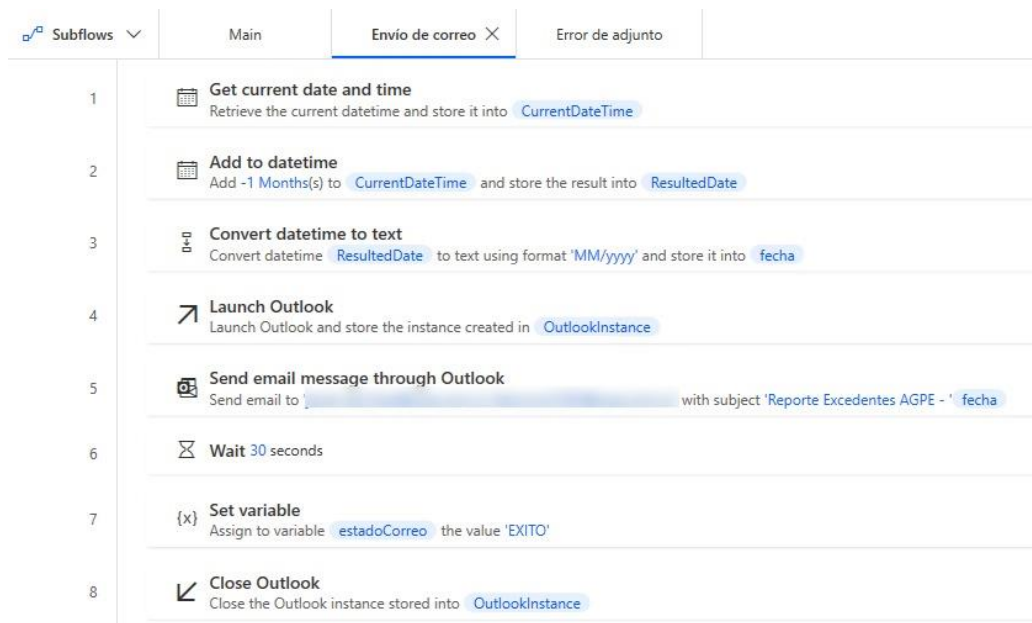 Subflows
Main
Envío de correo
Error de adjunto
1
Get current date and time
Retrieve the current datetime and store it into CurrentDateTime
2
Add to datetime
Add -1 Months(s) to CurrentDateTime and store the result into ResultedDate
3
Convert datetime to text
Convert datetime ResultedDate to text using format 'MM/yyyy' and store it into fecha
4
Launch Outlook
Launch Outlook and store the instance created in OutlookInstance
5
Send email message through Outlook
Send email to ' with subject 'Reporte Excedentes AGPE - ' fecha
6
Wait 30 seconds
7
{x} Set variable
Assign to variable estadoCorreo the value 'EXITO'
8
Close Outlook
Close the Outlook instance stored into OutlookInstance